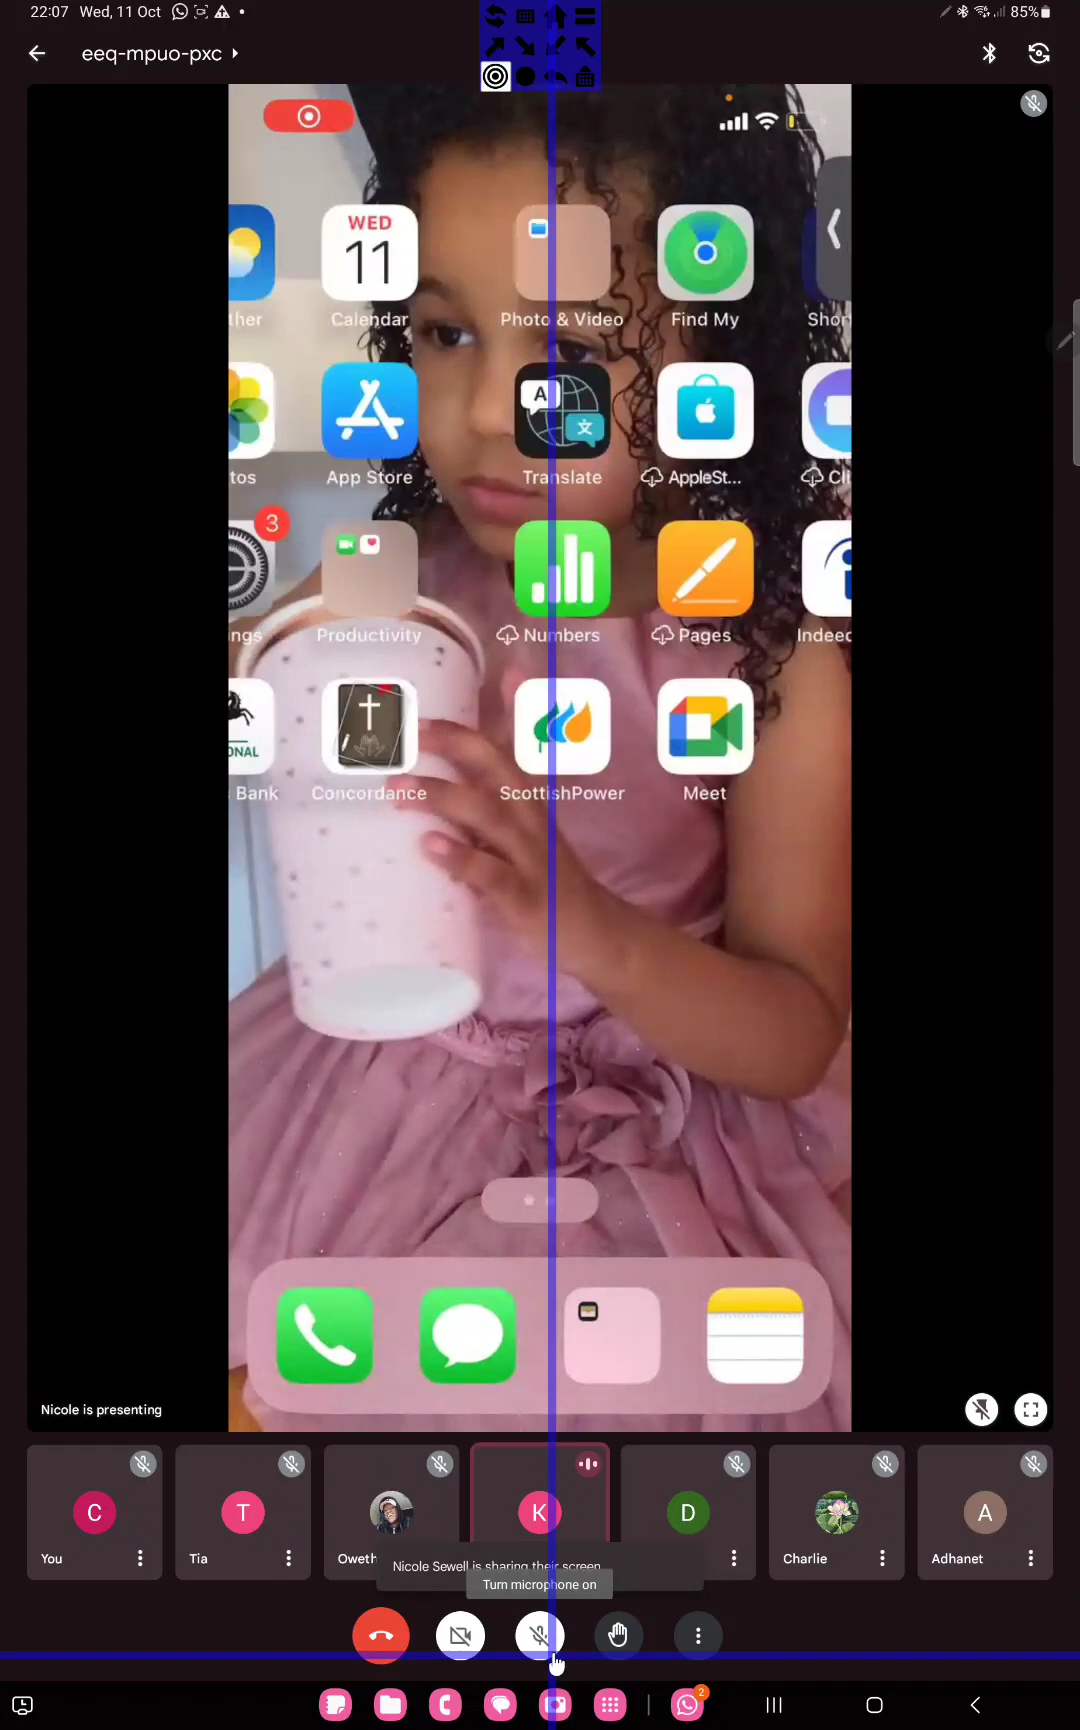 22:07 Wed, 11 Oct
85%
eeq-mpuo-pxc
WED
11
ther
Calendar
Photo & Video
Find My
Shor
A
文
tos
App Store
Translate
AppleSt...
Cli
3
ngs
Productivity
Numbers
Pages
Indeed
ONAL
Bank
Concordance
ScottishPower
Meet
Nicole is presenting
C
T
K
D
A
You
Tia
Oweth
Charlie
Adhanet
Nicole Sewell is sharing their screen
Turn microphone on
2